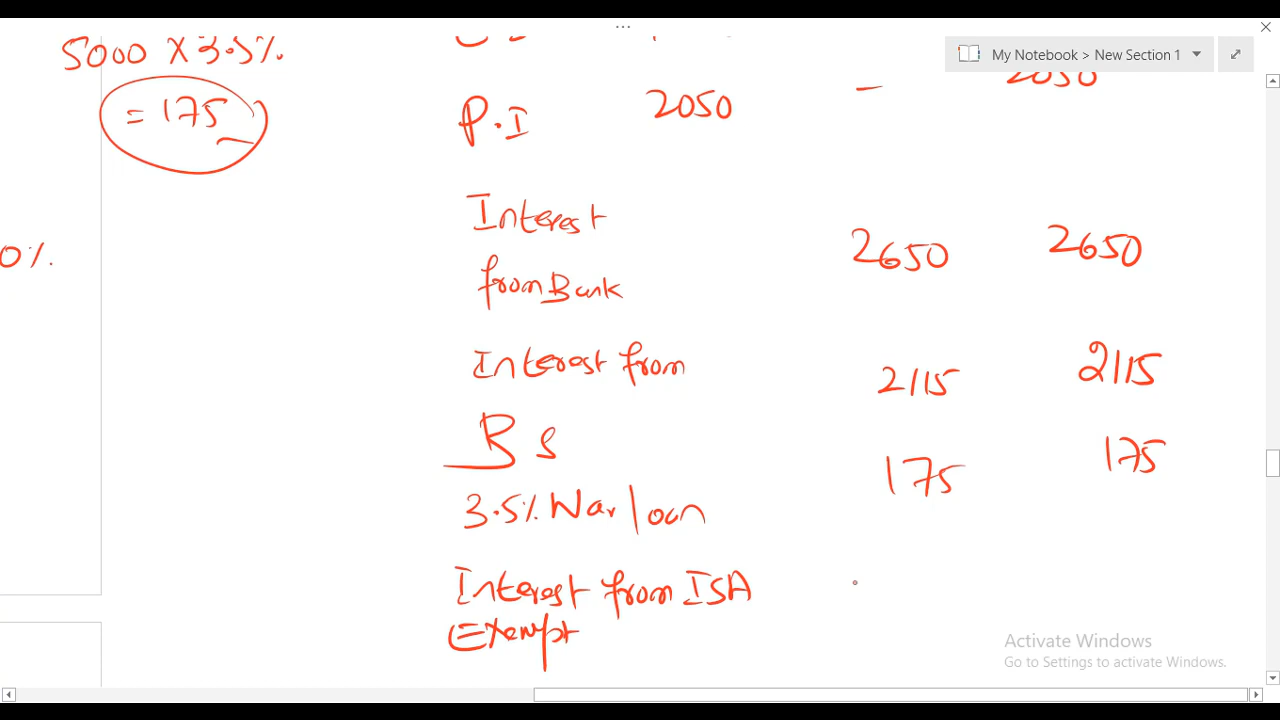 5000 X 3.5%.
My Notebook > New Section 1
2050
= 175
P.I 2050 -
Interest
from Bank 2650 2650
0%.
Interest from 2115 2115
B S
3.5% War loan 175 175
Interest from ISA
Exempt
Activate Windows
Go to Settings to activate Windows.